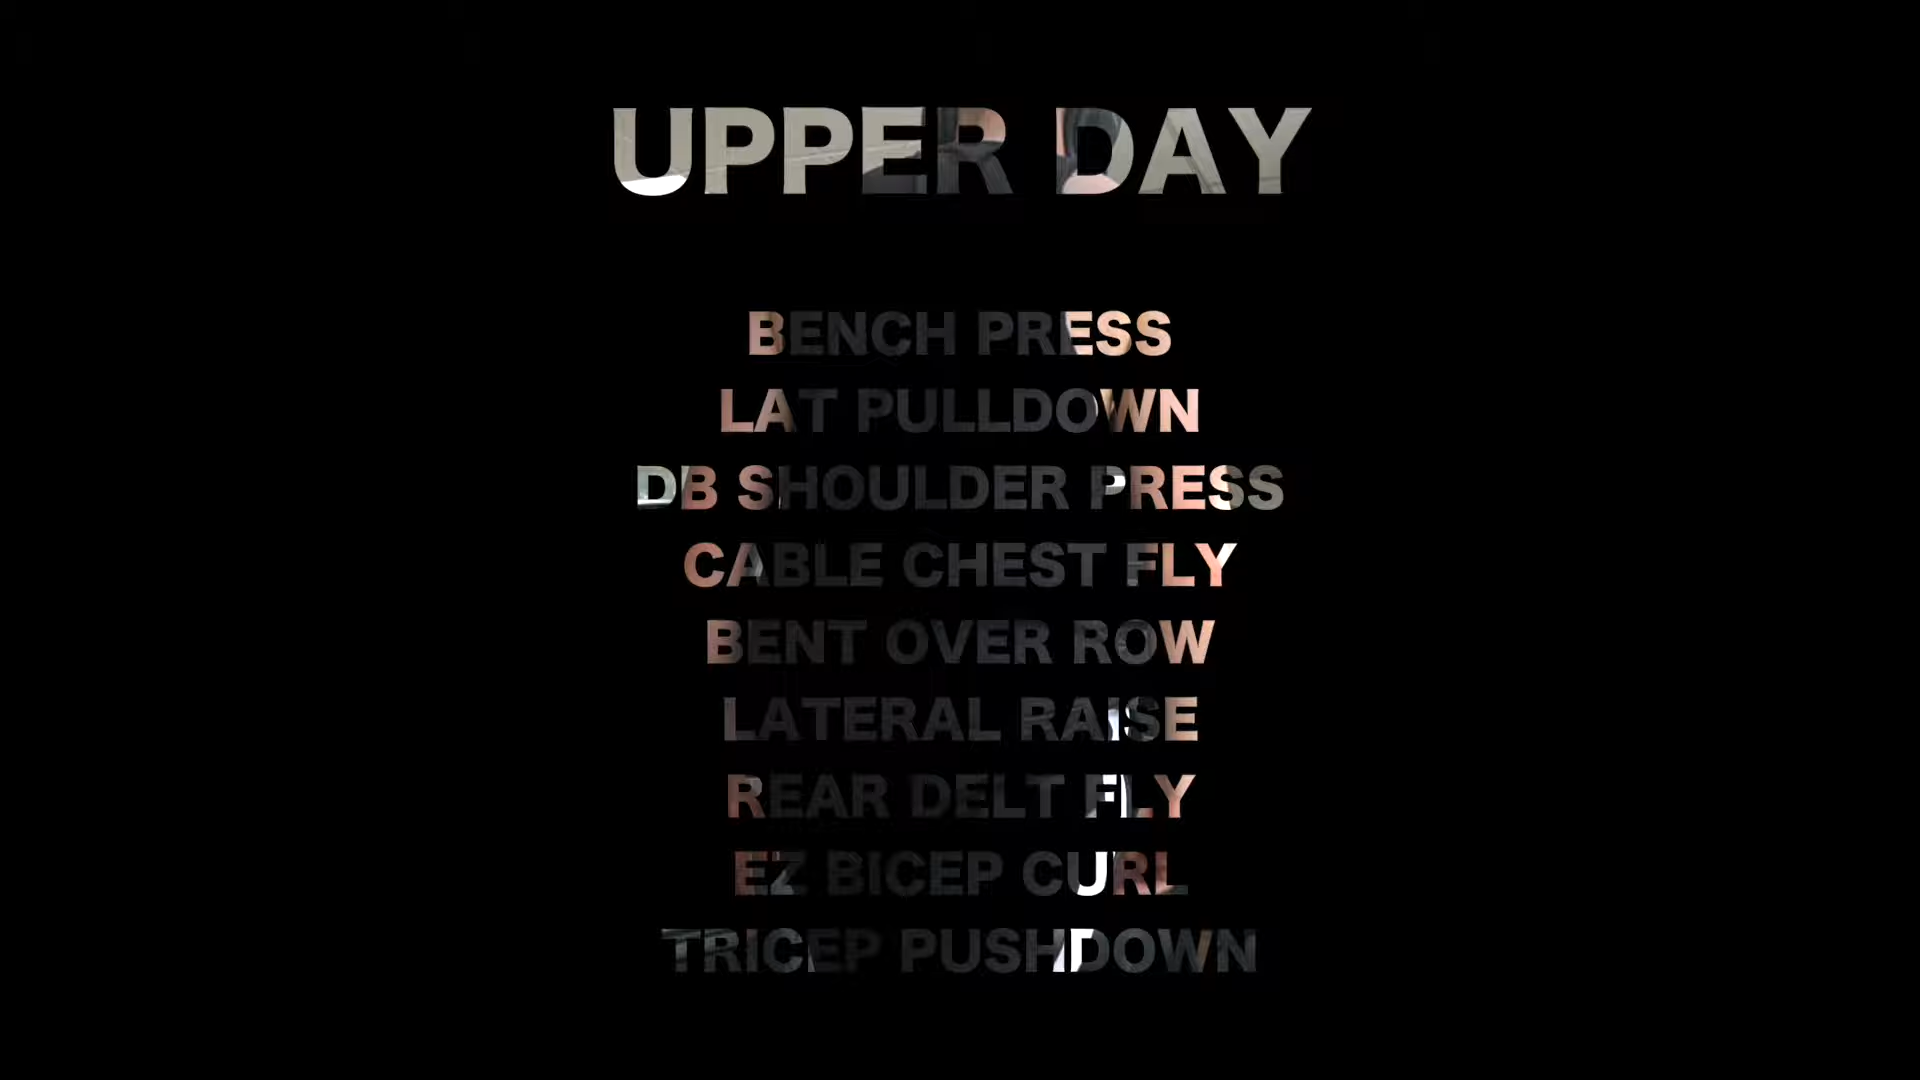 UPPER DAY
BENCH PRESS
LAT PULLDOWN
DB SHOULDER PRESS
CABLE CHEST FLY
BENT OVER ROW
LATERAL RAISE
REAR DELT FLY
EZ BICEP CURL
TRICEP PUSHDOWN